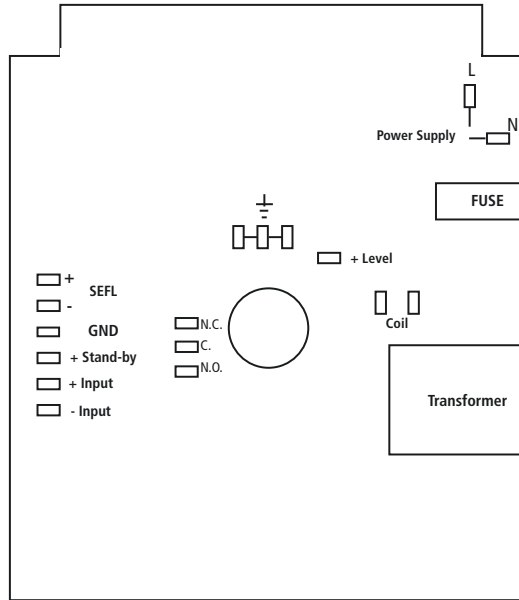 L
N
Power Supply
FUSE
+ Level
+
SEFL
-
GND
+ Stand-by
+ Input
- Input
N.C.
C.
N.O.
Coil
Transformer